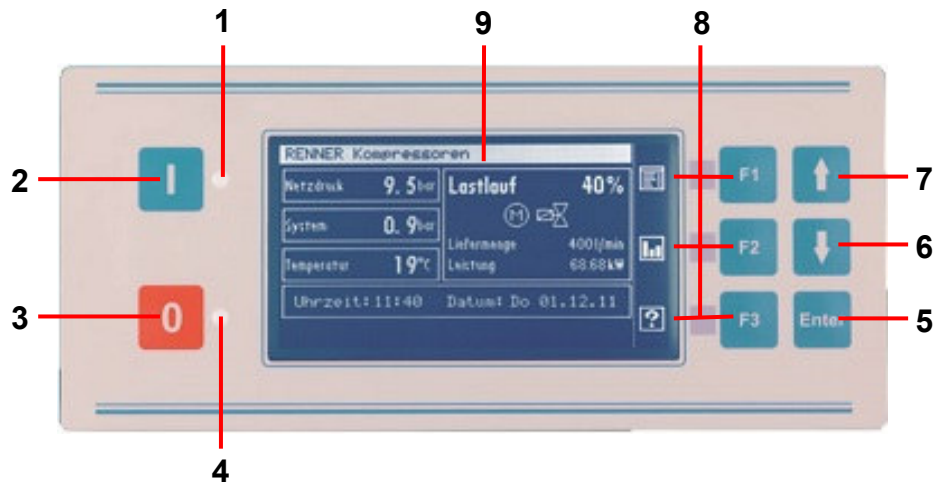 1
9
8
RENNER Kompressoren
2
I
Netzdruck 9.5 bar
Lastlauf 40%
F1
7
System 0.9 bar
M
Liefermenge 400 l/min
F2
6
Temperatur 19°C
Leistung 68.68 kW
3
0
Uhrzeit:11:40 Datum: Do 01.12.11
?
F3
Enter
5
4